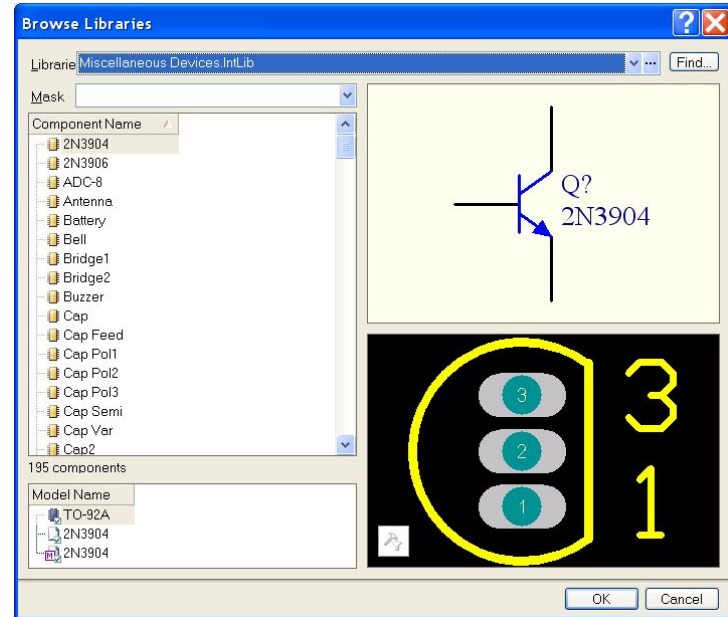 Browse Libraries
Librarie Miscellaneous Devices.IntLib ... Find...
Mask
Component Name
2N3904
2N3906
ADC-8
Antenna
Battery
Bell
Bridge1
Bridge2
Buzzer
Cap
Cap Feed
Cap Pol1
Cap Pol2
Cap Pol3
Cap Semi
Cap Var
Cap2
195 components
Model Name
TO-92A
2N3904
2N3904
Q?
2N3904
3
2
1
3
1
OK Cancel